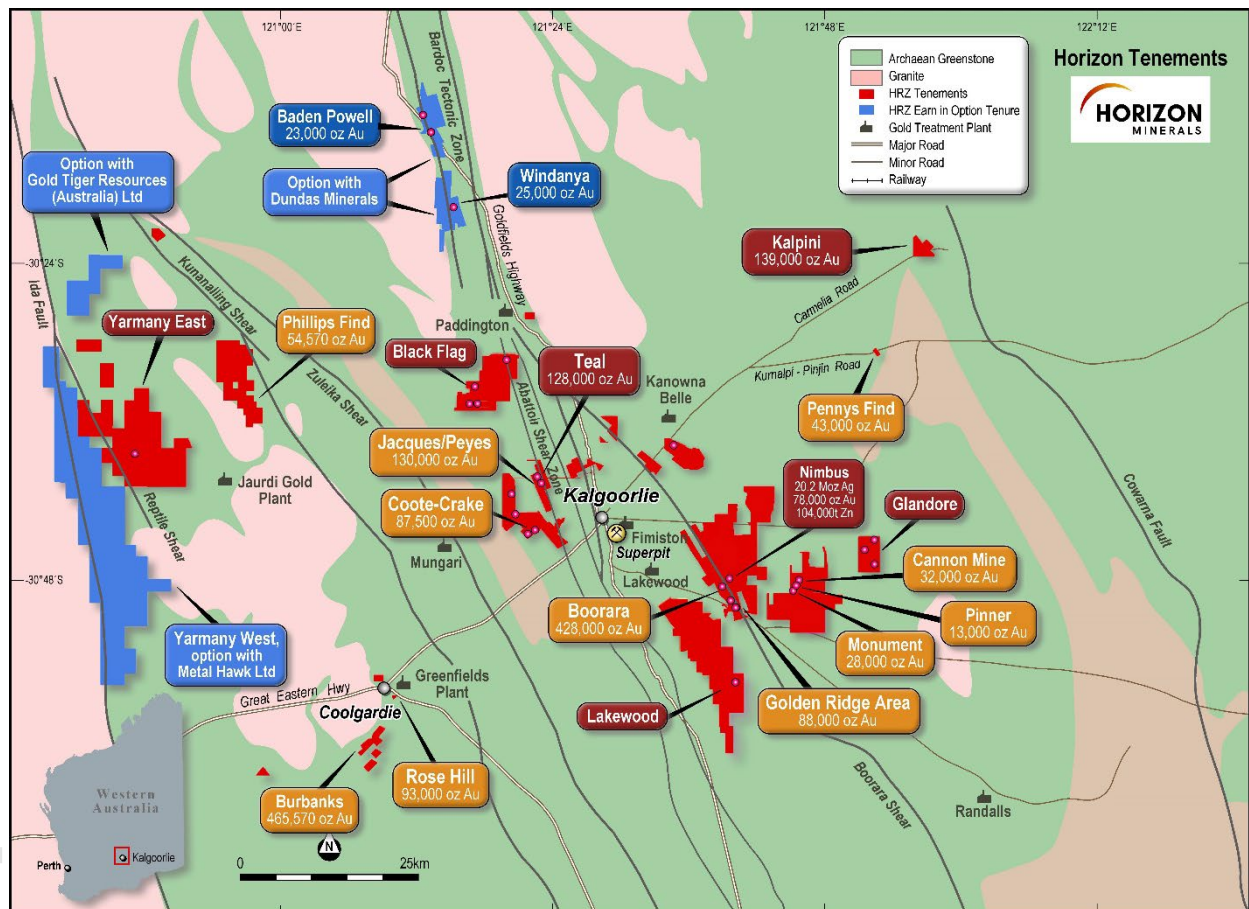 121°00'E
121°24'E
121°48'E
122°12'E
Horizon Tenements
HORIZON
MINERALS
Archaean Greenstone
Granite
HRZ Tenements
HRZ Earn in Option Tenure
Gold Treatment Plant
Major Road
Minor Road
Railway
Bardoc Tectonic Zone
Baden Powell
23,000 oz Au
Option with
Gold Tiger Resources
(Australia) Ltd
Option with
Dundas Minerals
Windanya
25,000 oz Au
Goldfields Highway
Kalpini
139,000 oz Au
-30°24'S
Ida Fault
Kunanalling Shear
Carmelia Road
Yarmany East
Phillips Find
54,570 oz Au
Paddington
Zuleika Shear
Black Flag
Teal
128,000 oz Au
Abattoir Shear Zone
Kanowna
Belle
Kurnalpi - Pinjin Road
Pennys Find
43,000 oz Au
Jacques/Peyes
130,000 oz Au
Jaurdi Gold
Plant
Reptile Shear
Coote-Crake
87,500 oz Au
Kalgoorlie
Nimbus
20.2 Moz Ag
78,000 oz Au
104,000t Zn
Glandore
Cowarna Fault
Mungari
Fimiston
Superpit
Lakewood
-30°48'S
Cannon Mine
32,000 oz Au
Boorara
428,000 oz Au
Pinner
13,000 oz Au
Monument
28,000 oz Au
Yarmany West,
option with
Metal Hawk Ltd
Great Eastern Hwy
Greenfields
Plant
Coolgardie
Lakewood
Golden Ridge Area
88,000 oz Au
Rose Hill
93,000 oz Au
Burbanks
465,570 oz Au
Boorara Shear
Randalls
Western
Australia
Perth
Kalgoorlie
N
0
25km